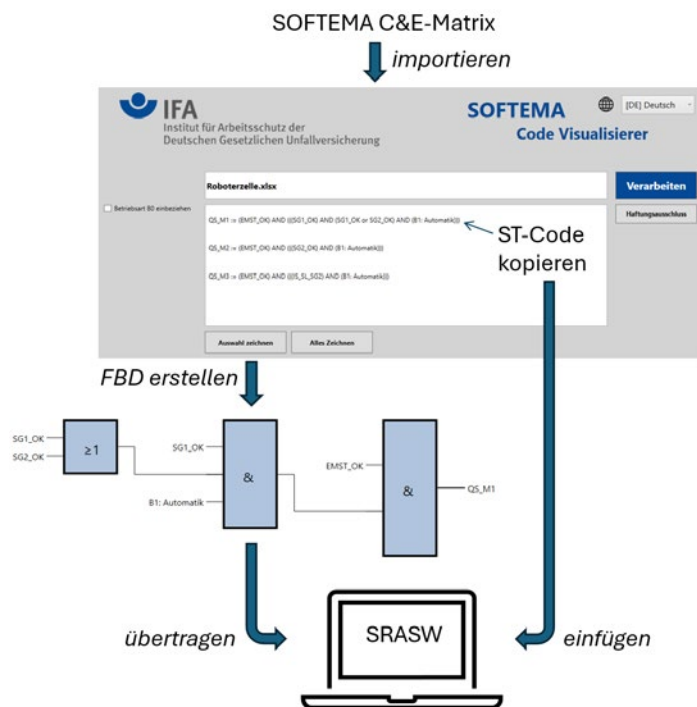 SOFTEMA C&E-Matrix
importieren
IFA
Institut für Arbeitsschutz der
Deutschen Gesetzlichen Unfallversicherung
SOFTEMA
[DE] Deutsch
Code Visualisierer
Roboterzelle.xlsx
Verarbeiten
Betriebsart B0 einbeziehen
Haftungsausschluss
QS_M1 := (EMST_OK) AND (((SG1_OK) AND (SG1_OK or SG2_OK) AND (B1: Automatik)))
QS_M2 := (EMST_OK) AND (((SG2_OK) AND (B1: Automatik)))
QS_M3 := (EMST_OK) AND (((IS_SL_SG2) AND (B1: Automatik)))
ST-Code
kopieren
Auswahl zeichnen
Alles Zeichnen
FBD erstellen
SG1_OK
SG2_OK
≥1
SG1_OK
B1: Automatik
&
EMST_OK
&
QS_M1
übertragen
SRASW
einfügen